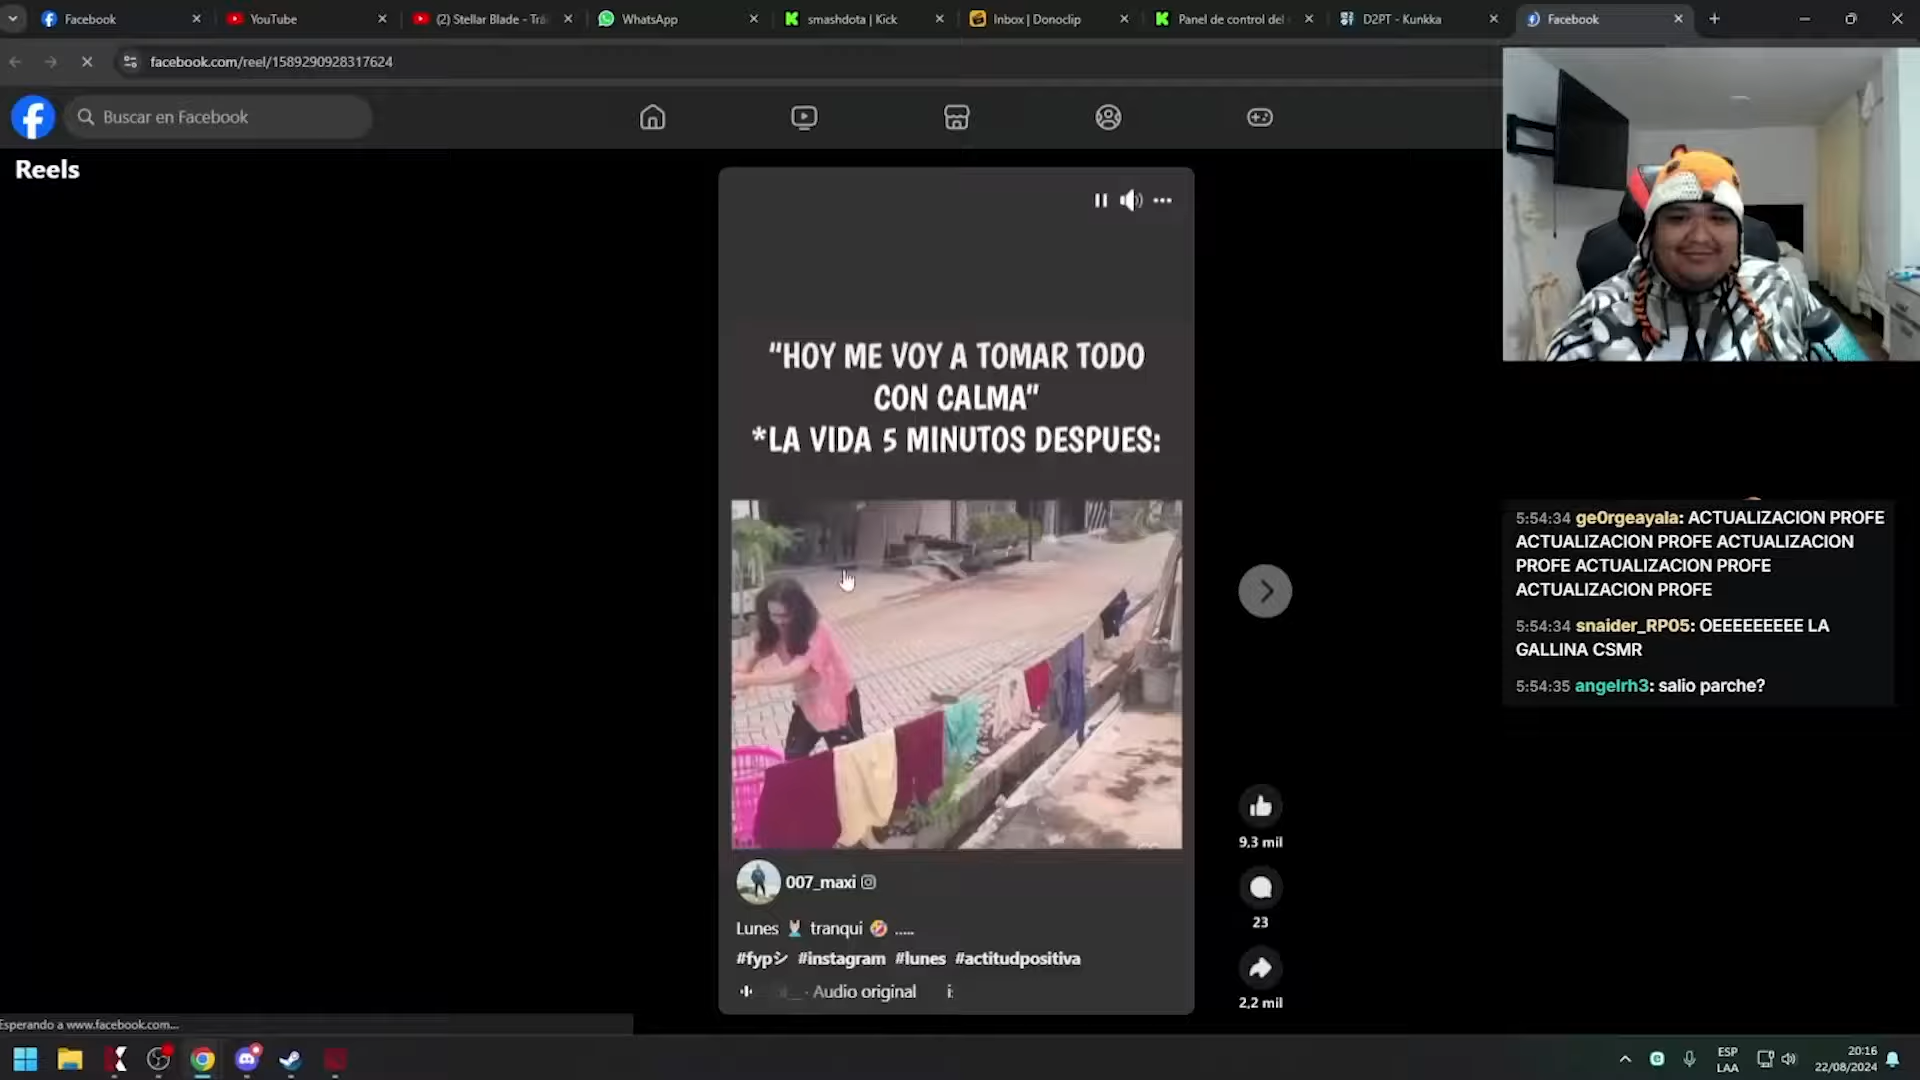 Facebook
YouTube
(2) Stellar Blade - Trá
WhatsApp
smashdota | Kick
Inbox | Donoclip
Panel de control del
D2PT - Kunkka
Facebook
facebook.com/reel/1589290928317624
Buscar en Facebook
Reels
"HOY ME VOY A TOMAR TODO
CON CALMA"
*LA VIDA 5 MINUTOS DESPUES:
007_maxi
Lunes 💆🏻‍♂️ tranqui 🤣 .....
#fypシ #instagram #lunes #actitudpositiva
· Audio original
9,3 mil
23
2,2 mil
5:54:34 ge0rgeayala: ACTUALIZACION PROFE
ACTUALIZACION PROFE ACTUALIZACION
PROFE ACTUALIZACION PROFE
ACTUALIZACION PROFE
5:54:34 snaider_RP05: OEEEEEEEEE LA
GALLINA CSMR
5:54:35 angelrh3: salio parche?
Esperando a www.facebook.com...
ESP
LAA
20:16
22/08/2024